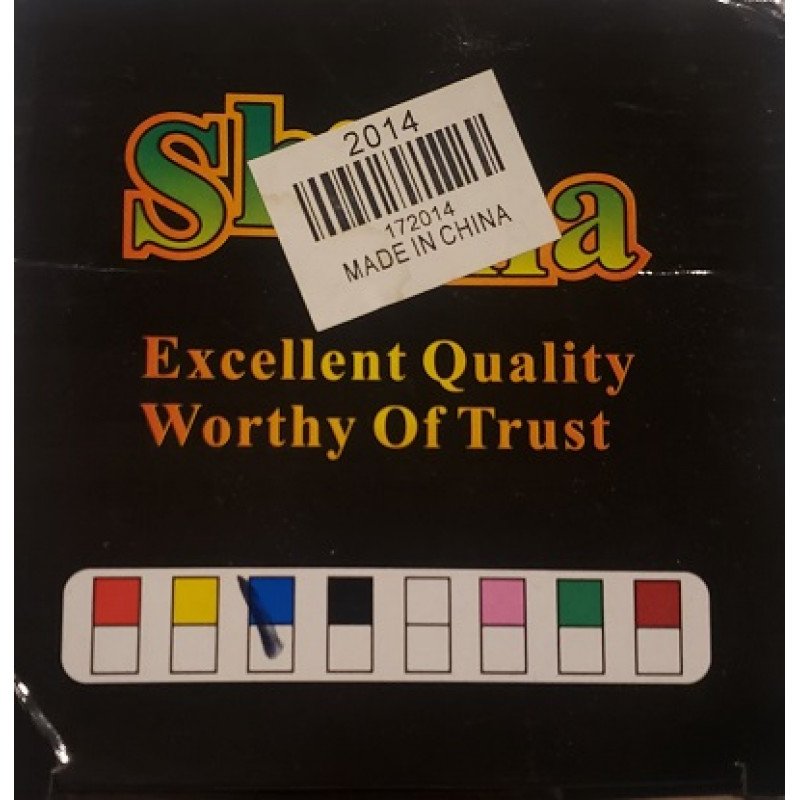 2014
172014
MADE IN CHINA
Excellent Quality
Worthy Of Trust